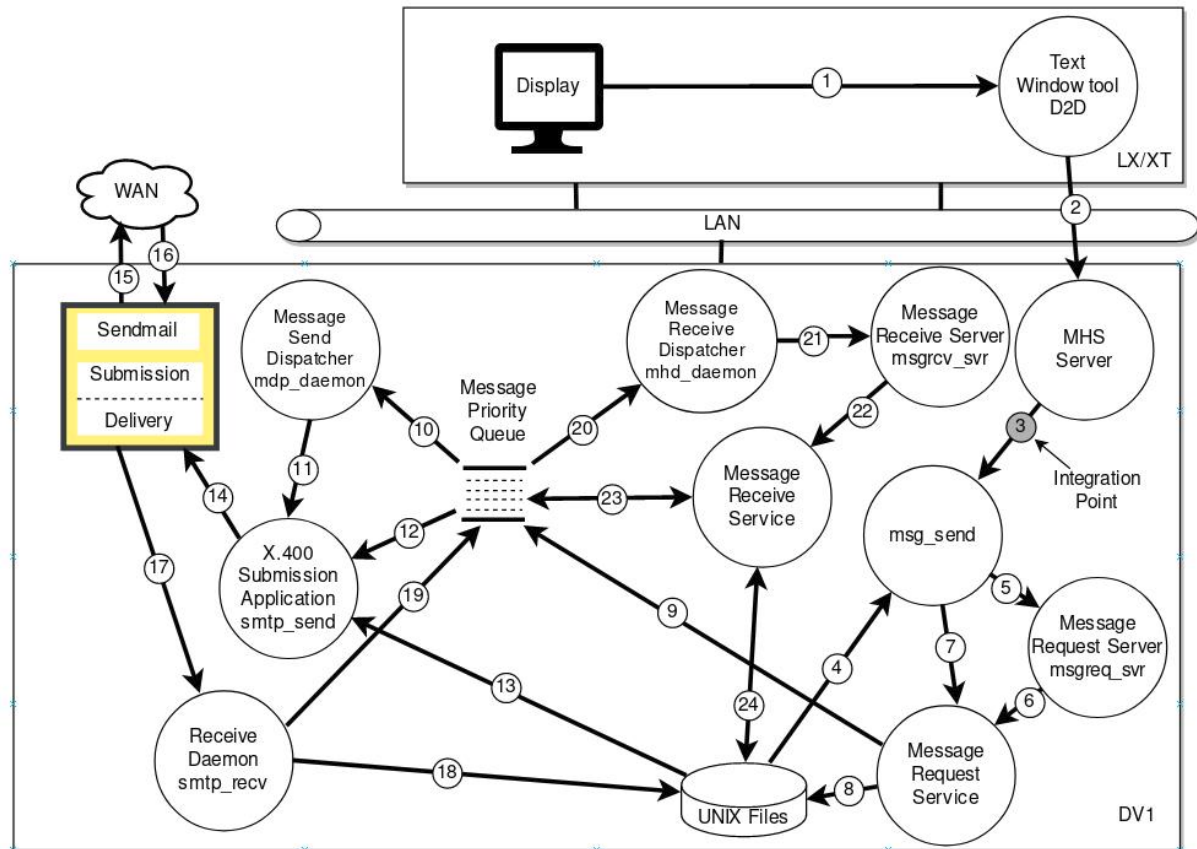 Display
1
Text
Window tool
D2D
LX/XT
2
LAN
WAN
15
16
Sendmail
Submission
Delivery
Message
Send
Dispatcher
mdp_daemon
Message
Priority
Queue
Message
Receive
Dispatcher
mhd_daemon
21
Message
Receive Server
msgrcv_svr
MHS
Server
10
20
22
3
Integration
Point
11
12
14
23
Message
Receive
Service
msg_send
X.400
Submission
Application
smtp_send
17
19
9
5
Message
Request Server
msgreq_svr
7
4
13
24
6
Receive
Daemon
smtp_recv
18
UNIX Files
8
Message
Request
Service
DV1